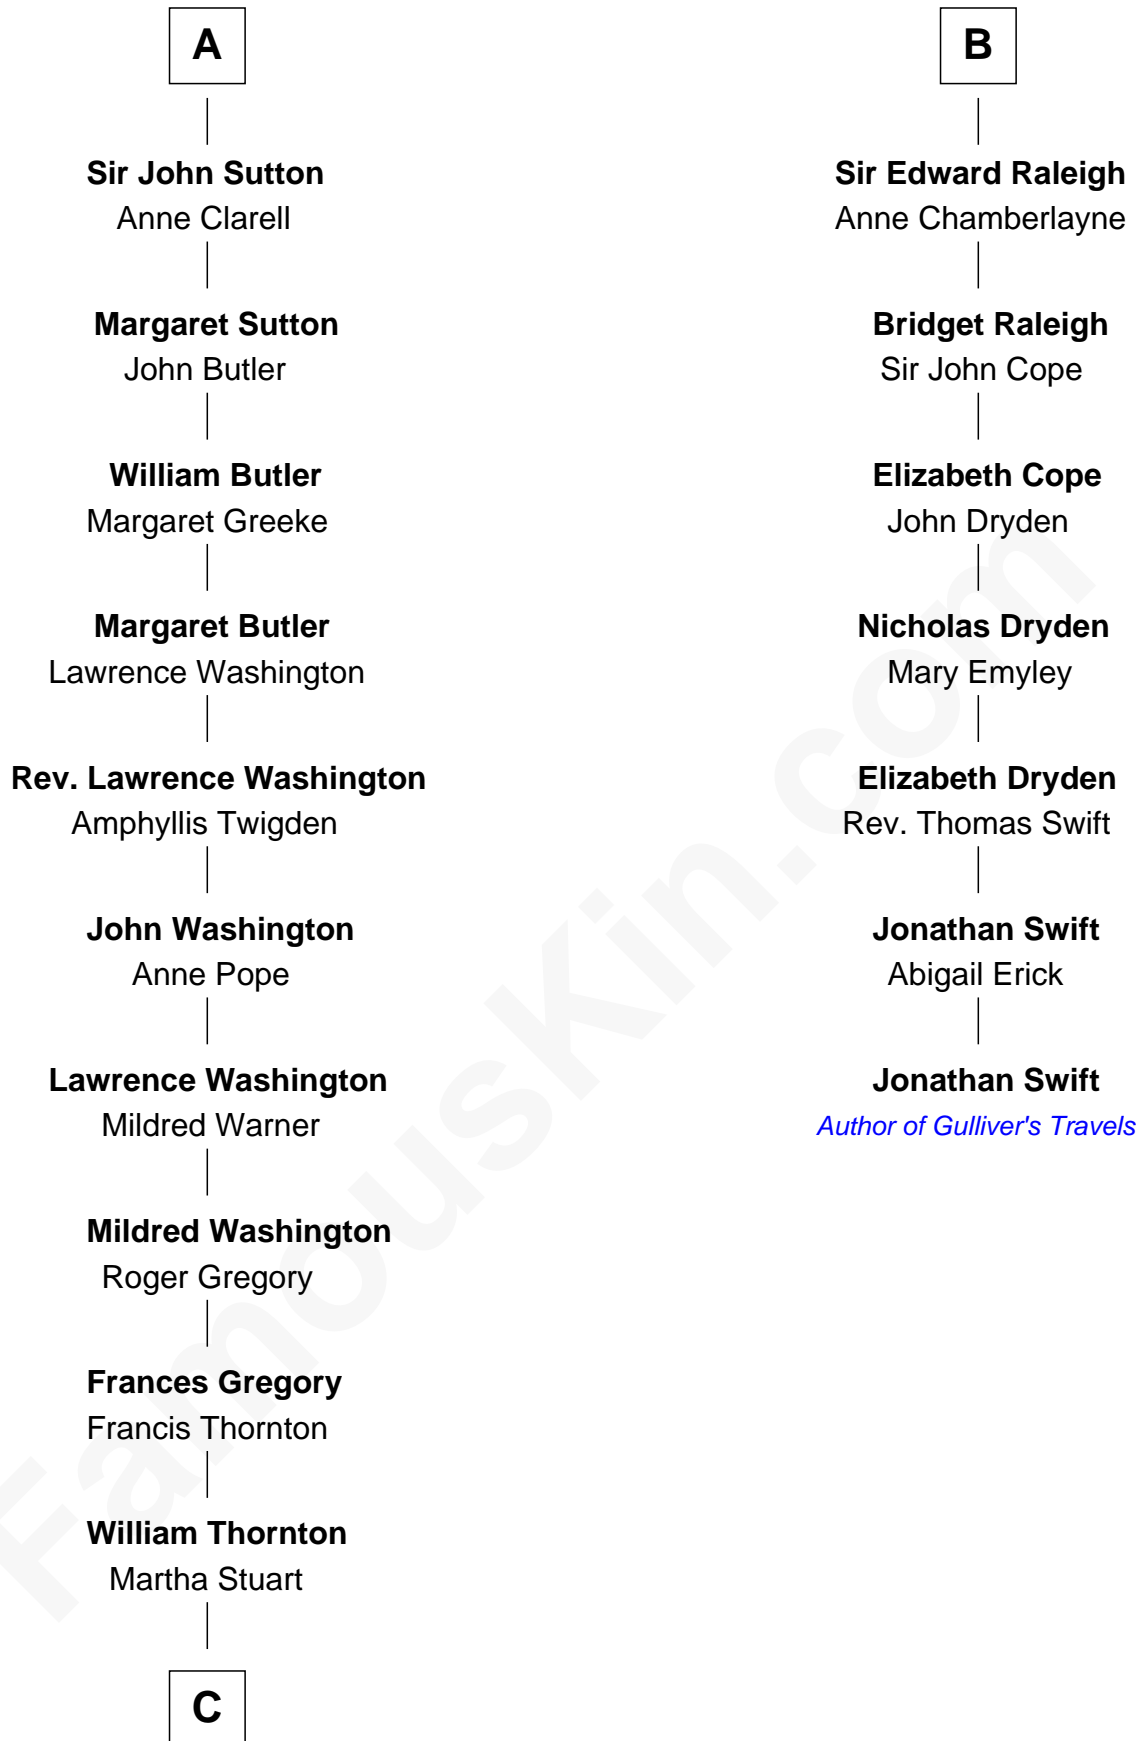 A
Sir John Sutton
Anne Clarell
Margaret Sutton
John Butler
William Butler
Margaret Greeke
Margaret Butler
Lawrence Washington
Rev. Lawrence Washington
Amphyllis Twigden
John Washington
Anne Pope
Lawrence Washington
Mildred Warner
Mildred Washington
Roger Gregory
Frances Gregory
Francis Thornton
William Thornton
Martha Stuart
C
B
Sir Edward Raleigh
Anne Chamberlayne
Bridget Raleigh
Sir John Cope
Elizabeth Cope
John Dryden
Nicholas Dryden
Mary Emyley
Elizabeth Dryden
Rev. Thomas Swift
Jonathan Swift
Abigail Erick
Jonathan Swift
Author of Gulliver's Travels
FamousKin.com